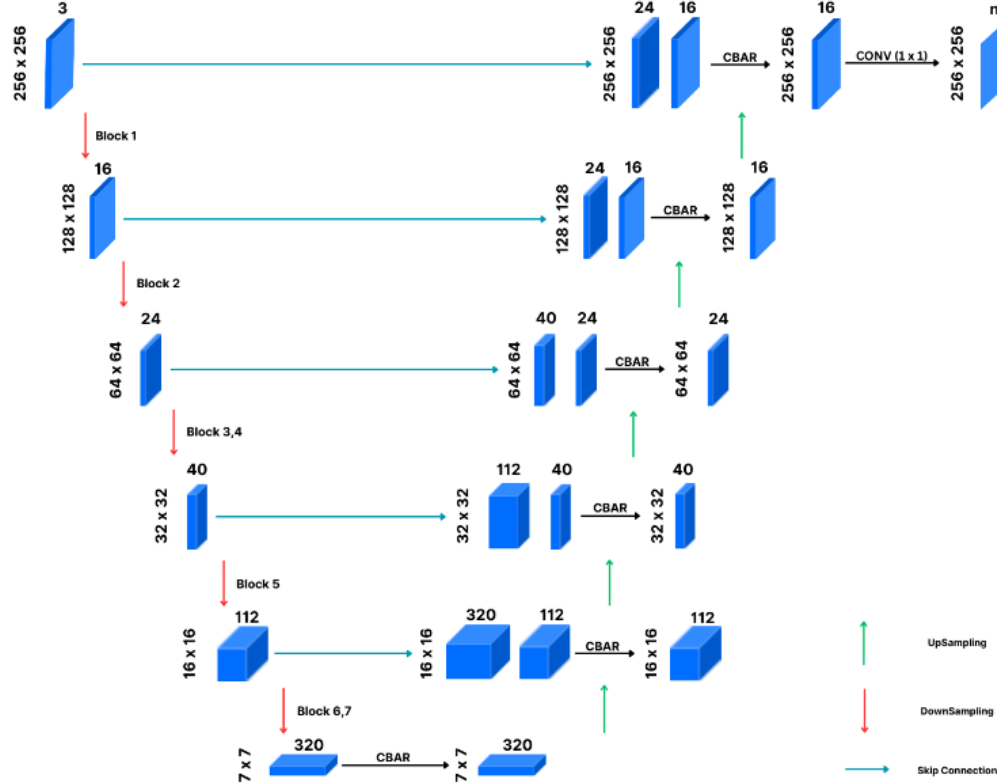 3
256 x 256
24
16
256 x 256
CBAR
16
256 x 256
CONV (1 x 1)
n
256 x 256
Block 1
16
128 x 128
24
16
128 x 128
CBAR
16
128 x 128
Block 2
24
64 x 64
40
24
64 x 64
CBAR
24
64 x 64
Block 3,4
40
32 x 32
112
40
32 x 32
CBAR
40
32 x 32
Block 5
112
16 x 16
320
112
16 x 16
CBAR
112
16 x 16
UpSampling
Block 6,7
DownSampling
320
7 x 7
CBAR
320
7 x 7
Skip Connection